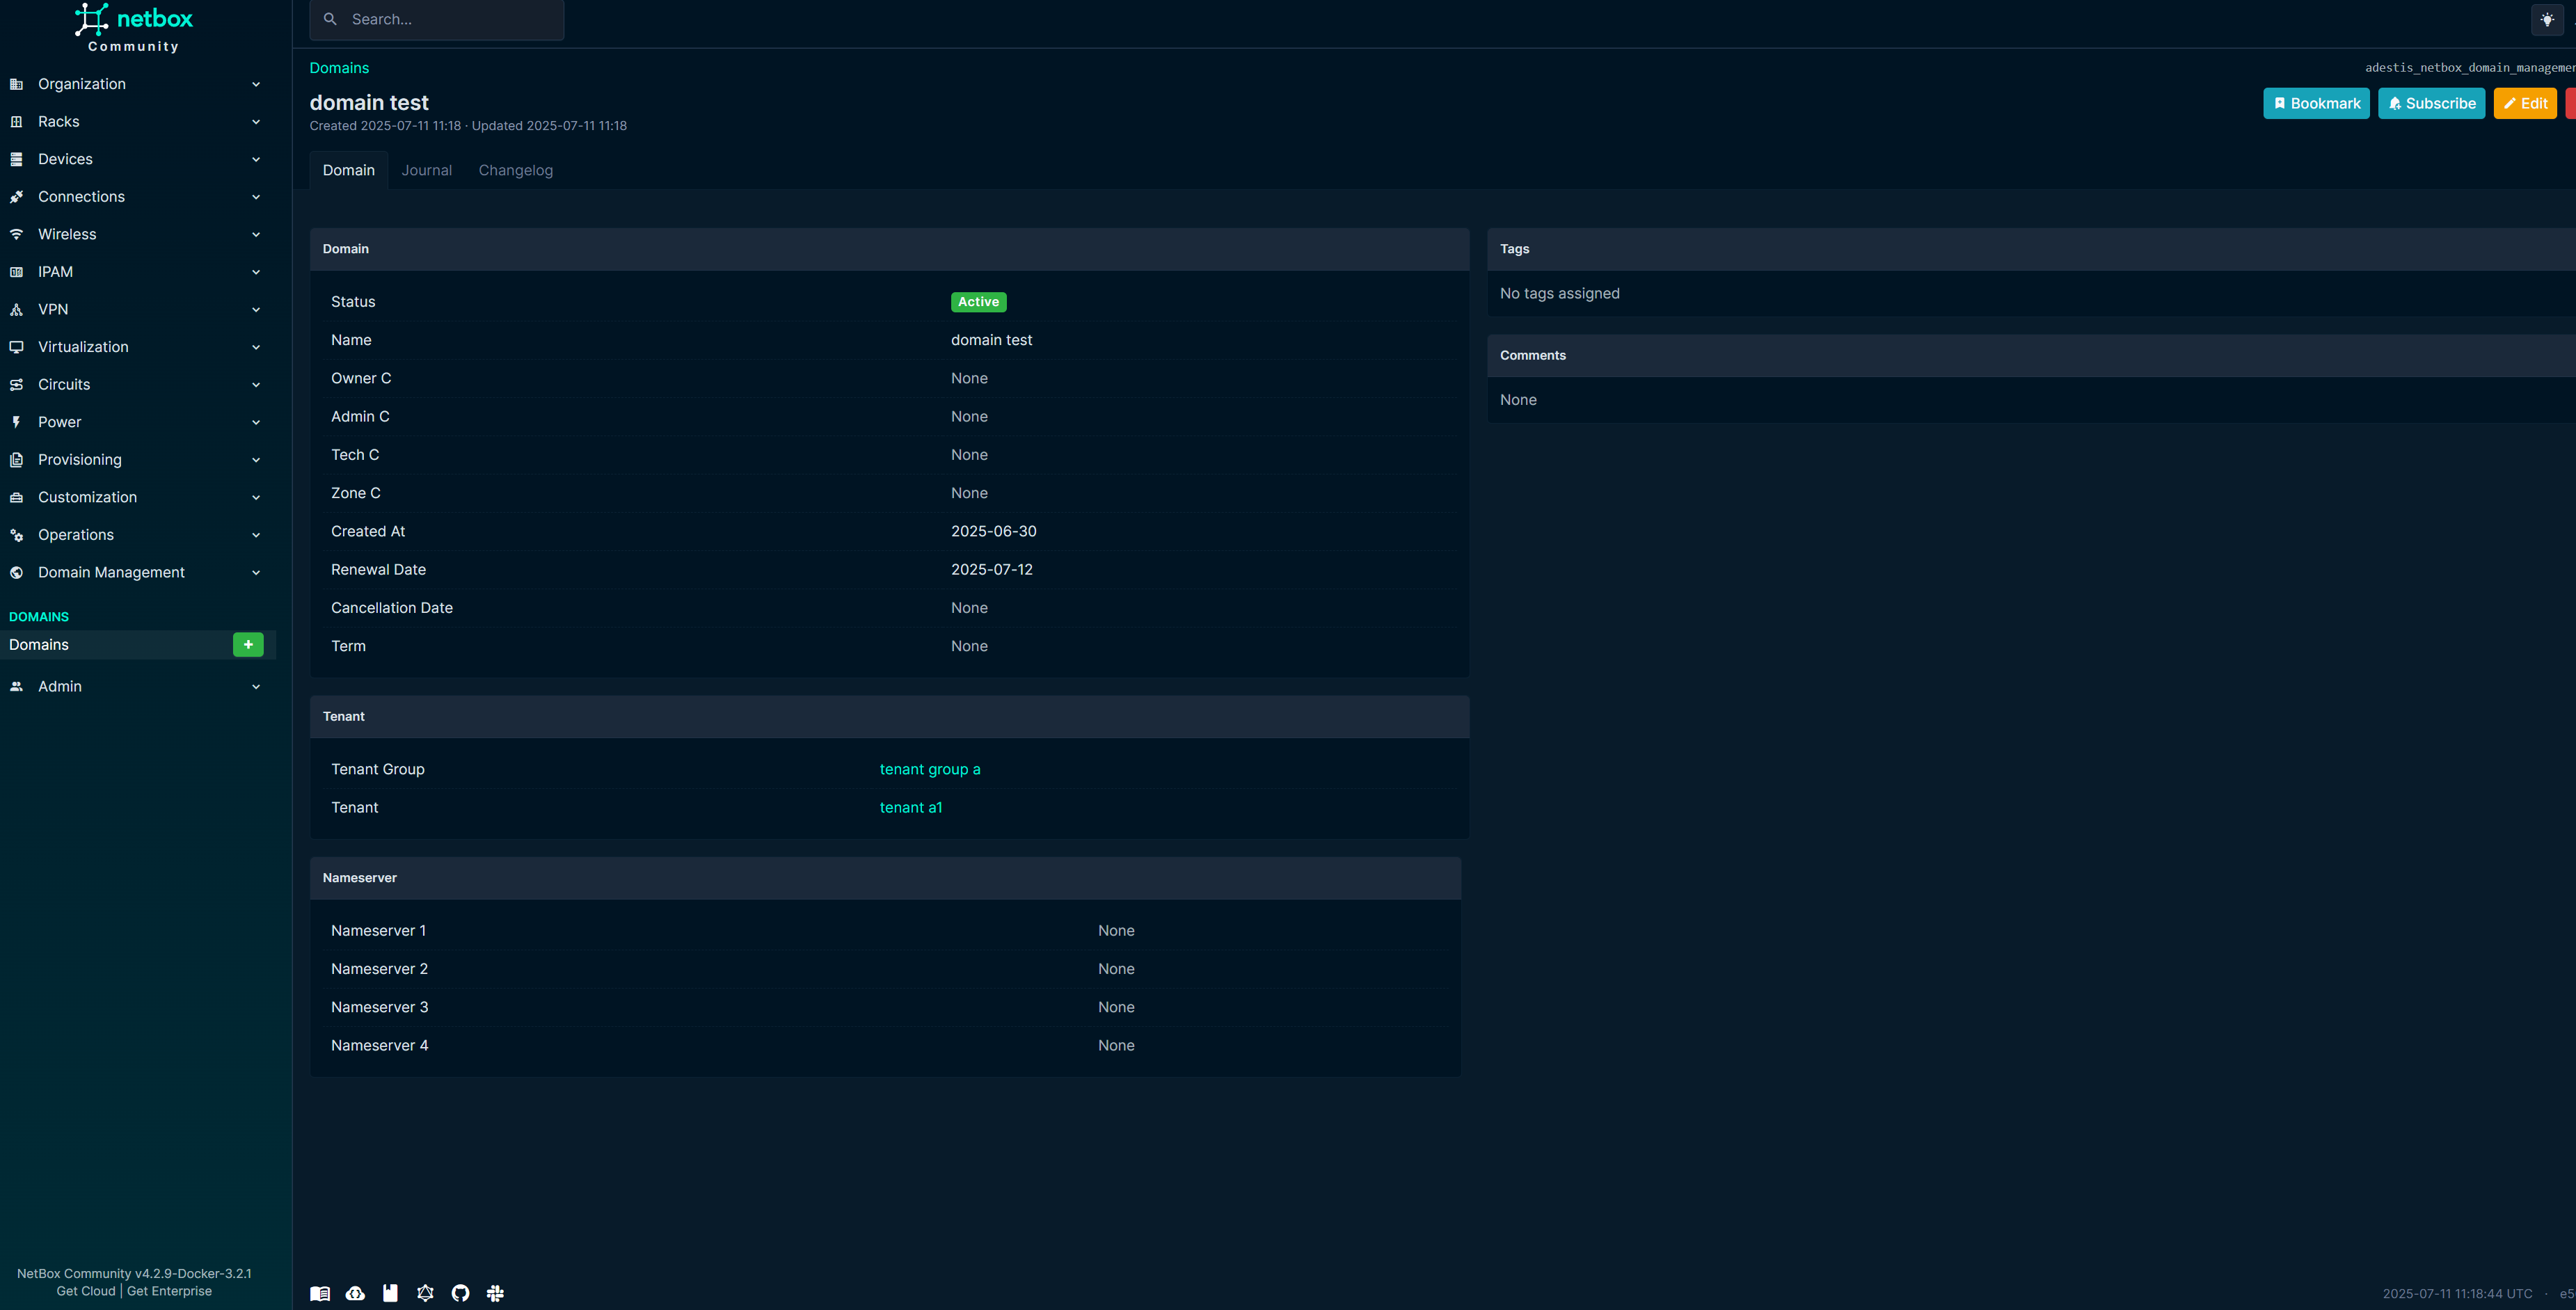 netbox
Community
Search...
Organization
Racks
Devices
Connections
Wireless
IPAM
VPN
Virtualization
Circuits
Power
Provisioning
Customization
Operations
Domain Management
DOMAINS
Domains
+
Admin
NetBox Community v4.2.9-Docker-3.2.1
Get Cloud | Get Enterprise
Domains
domain test
Created 2025-07-11 11:18 · Updated 2025-07-11 11:18
Bookmark
Subscribe
Edit
Domain Journal Changelog
Domain
Status Active
Name domain test
Owner C None
Admin C None
Tech C None
Zone C None
Created At 2025-06-30
Renewal Date 2025-07-12
Cancellation Date None
Term None
Tenant
Tenant Group tenant group a
Tenant tenant a1
Nameserver
Nameserver 1 None
Nameserver 2 None
Nameserver 3 None
Nameserver 4 None
Tags
No tags assigned
Comments
None
2025-07-11 11:18:44 UTC ·